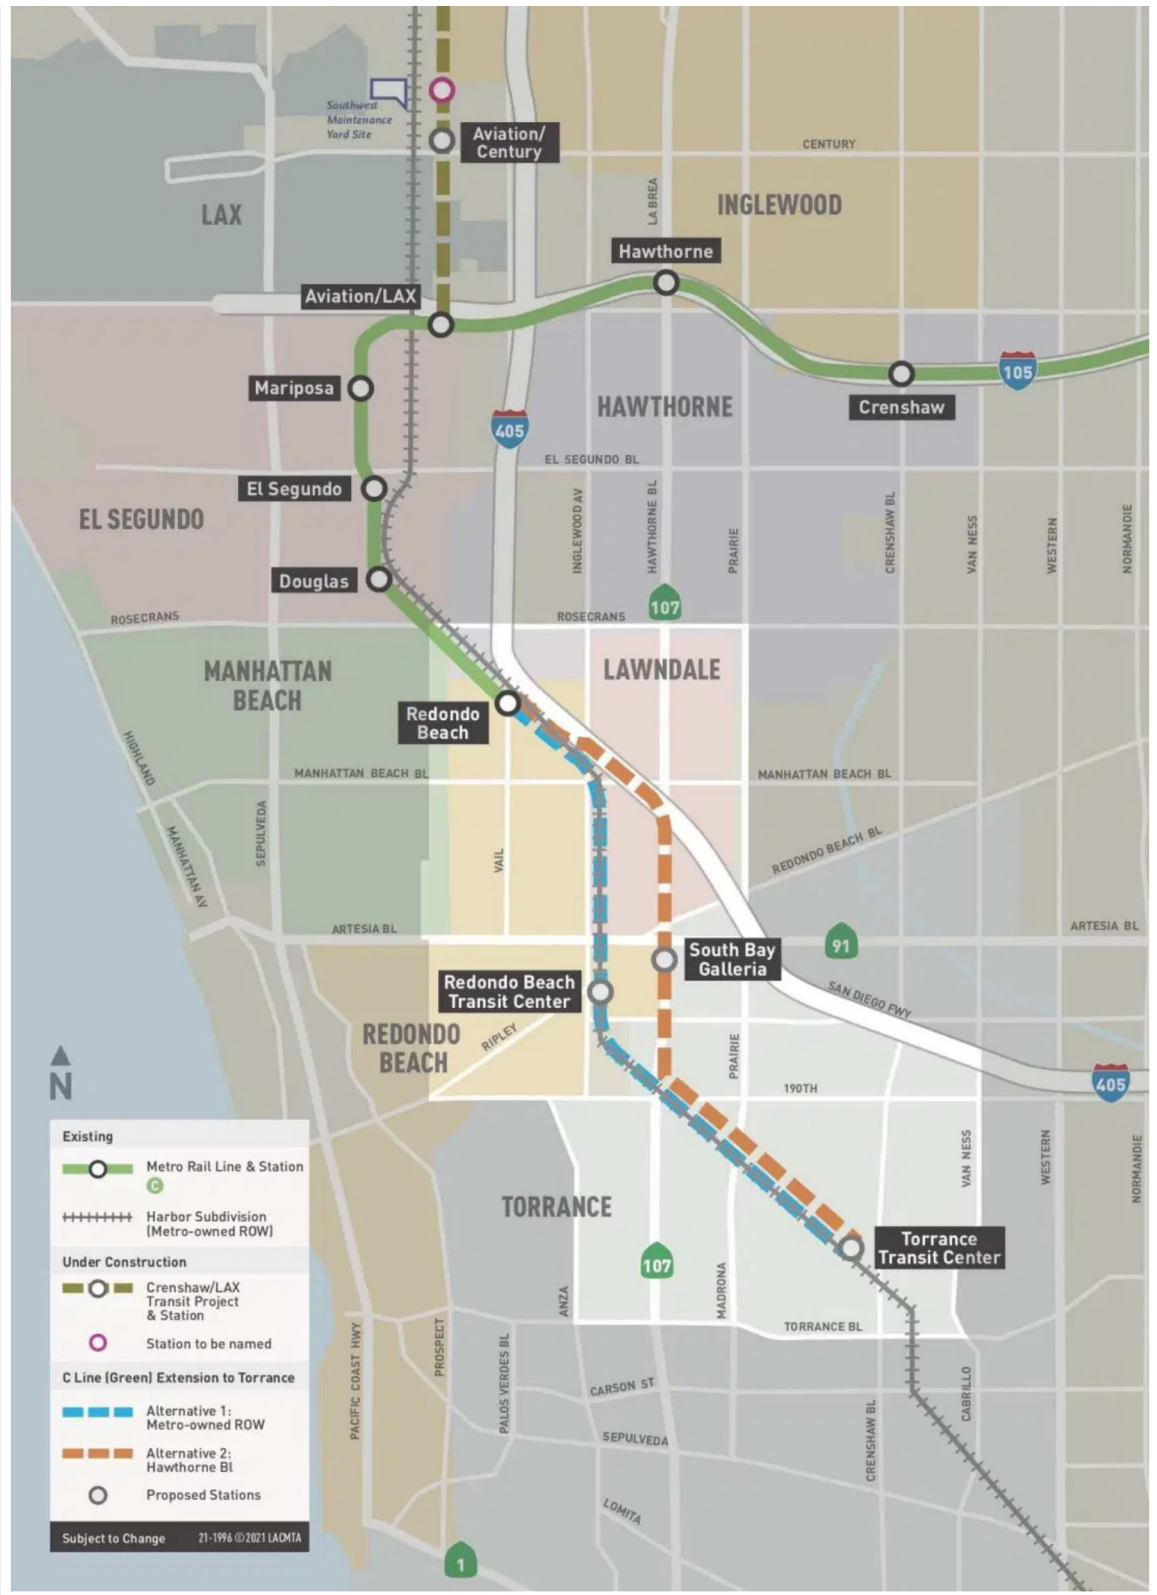 Southwest
Maintenance
Yard Site
Aviation/
Century
CENTURY
LAX
LA BREA
INGLEWOOD
Hawthorne
Aviation/LAX
Mariposa
HAWTHORNE
105
Crenshaw
405
EL SEGUNDO BL
El Segundo
EL SEGUNDO
INGLEWOOD AV
HAWTHORNE BL
PRAIRIE
CRENSHAW BL
VAN NESS
WESTERN
NORMANDIE
Douglas
107
ROSECRANS
ROSECRANS
MANHATTAN
BEACH
LAWNDALE
Redondo
Beach
HIGHLAND
MANHATTAN BEACH BL
MANHATTAN BEACH BL
SEPULVEDA
MANHATTAN AV
VAIL
REDONDO BEACH BL
ARTESIA BL
ARTESIA BL
91
South Bay
Galleria
Redondo Beach
Transit Center
SAN DIEGO FWY
RIPLEY
REDONDO
BEACH
PRAIRIE
N
190TH
405
VAN NESS
WESTERN
NORMANDIE
TORRANCE
Torrance
Transit Center
107
ANZA
MADRONA
TORRANCE BL
PACIFIC COAST HWY
PROSPECT
PALOS VERDES BL
CARSON ST
CRENSHAW BL
CABRILLO
SEPULVEDA
LOMITA
1
Existing
Metro Rail Line & Station
C
Harbor Subdivision
(Metro-owned ROW)
Under Construction
Crenshaw/LAX
Transit Project
& Station
Station to be named
C Line (Green) Extension to Torrance
Alternative 1:
Metro-owned ROW
Alternative 2:
Hawthorne Bl
Proposed Stations
Subject to Change
21-1996 ©2021 LACMTA